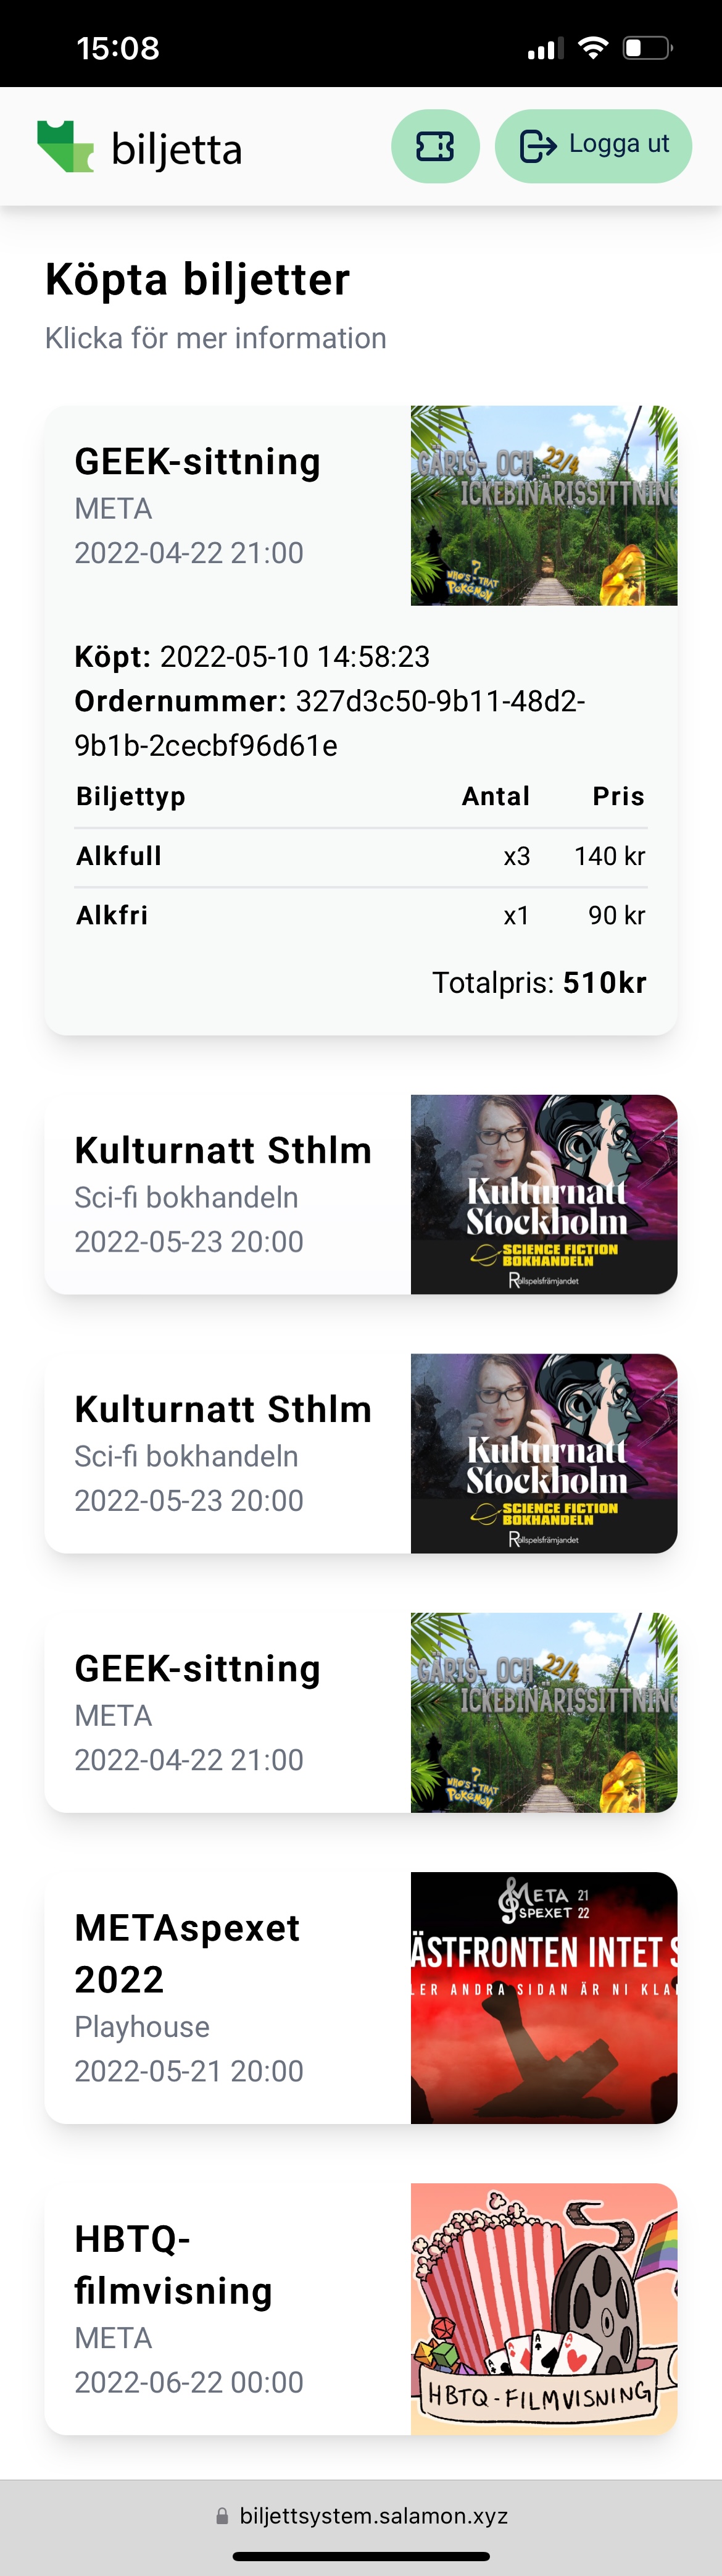 15:08
biljetta
Logga ut
Köpta biljetter
Klicka för mer information
GEEK-sittning
META
2022-04-22 21:00
GÄRIS- OCH 22/4
ICKEBINÄRISSITTNING
WHO'S THAT
POKéMON
?
Köpt: 2022-05-10 14:58:23
Ordernummer: 327d3c50-9b11-48d2-
9b1b-2cecbf96d61e
Biljettyp Antal Pris
Alkfull x3 140 kr
Alkfri x1 90 kr
Totalpris: 510kr
Kulturnatt Sthlm
Sci-fi bokhandeln
2022-05-23 20:00
Kulturnatt
Stockholm
SCIENCE FICTION
BOKHANDELN
Rollspelsfrämjandet
Kulturnatt Sthlm
Sci-fi bokhandeln
2022-05-23 20:00
Kulturnatt
Stockholm
SCIENCE FICTION
BOKHANDELN
Rollspelsfrämjandet
GEEK-sittning
META
2022-04-22 21:00
GÄRIS- OCH 22/4
ICKEBINÄRISSITTNING
WHO'S THAT
POKéMON
?
METAspexet
2022
Playhouse
2022-05-21 20:00
META 21
SPEXET 22
ÄSTFRONTEN INTET S
LER ANDRA SIDAN ÄR NI KLA
HBTQ-
filmvisning
META
2022-06-22 00:00
A A A
HBTQ-FILMVISNING
biljettsystem.salamon.xyz